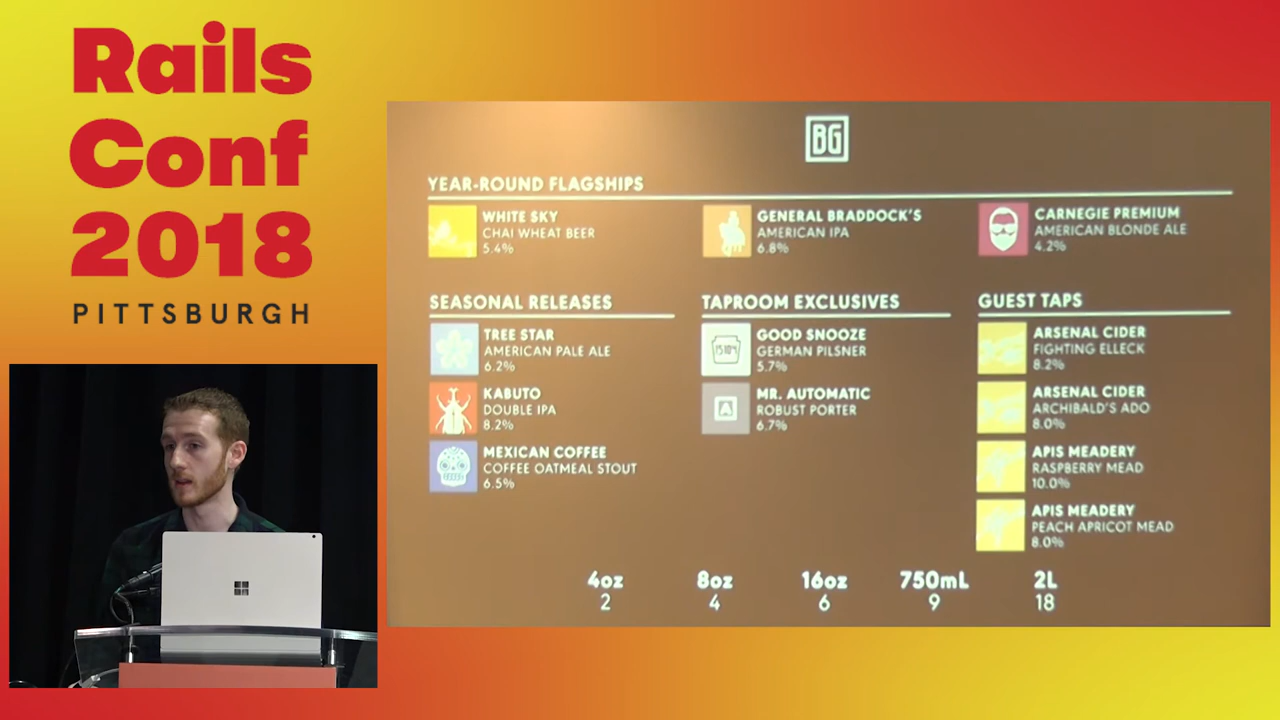 Rails
Conf
2018
PITTSBURGH
BG
YEAR-ROUND FLAGSHIPS
WHITE SKY
CHAI WHEAT BEER
5.4%
GENERAL BRADDOCK'S
AMERICAN IPA
6.8%
CARNEGIE PREMIUM
AMERICAN BLONDE ALE
4.2%
SEASONAL RELEASES
TREE STAR
AMERICAN PALE ALE
6.2%
KABUTO
DOUBLE IPA
8.2%
MEXICAN COFFEE
COFFEE OATMEAL STOUT
6.5%
TAPROOM EXCLUSIVES
GOOD SNOOZE
GERMAN PILSNER
5.7%
MR. AUTOMATIC
ROBUST PORTER
6.7%
A
GUEST TAPS
ARSENAL CIDER
FIGHTING ELLECK
8.2%
ARSENAL CIDER
ARCHIBALD'S ADO
8.0%
APIS MEADERY
RASPBERRY MEAD
10.0%
APIS MEADERY
PEACH APRICOT MEAD
8.0%
4oz 8oz 16oz 750mL 2L
2 4 6 9 18